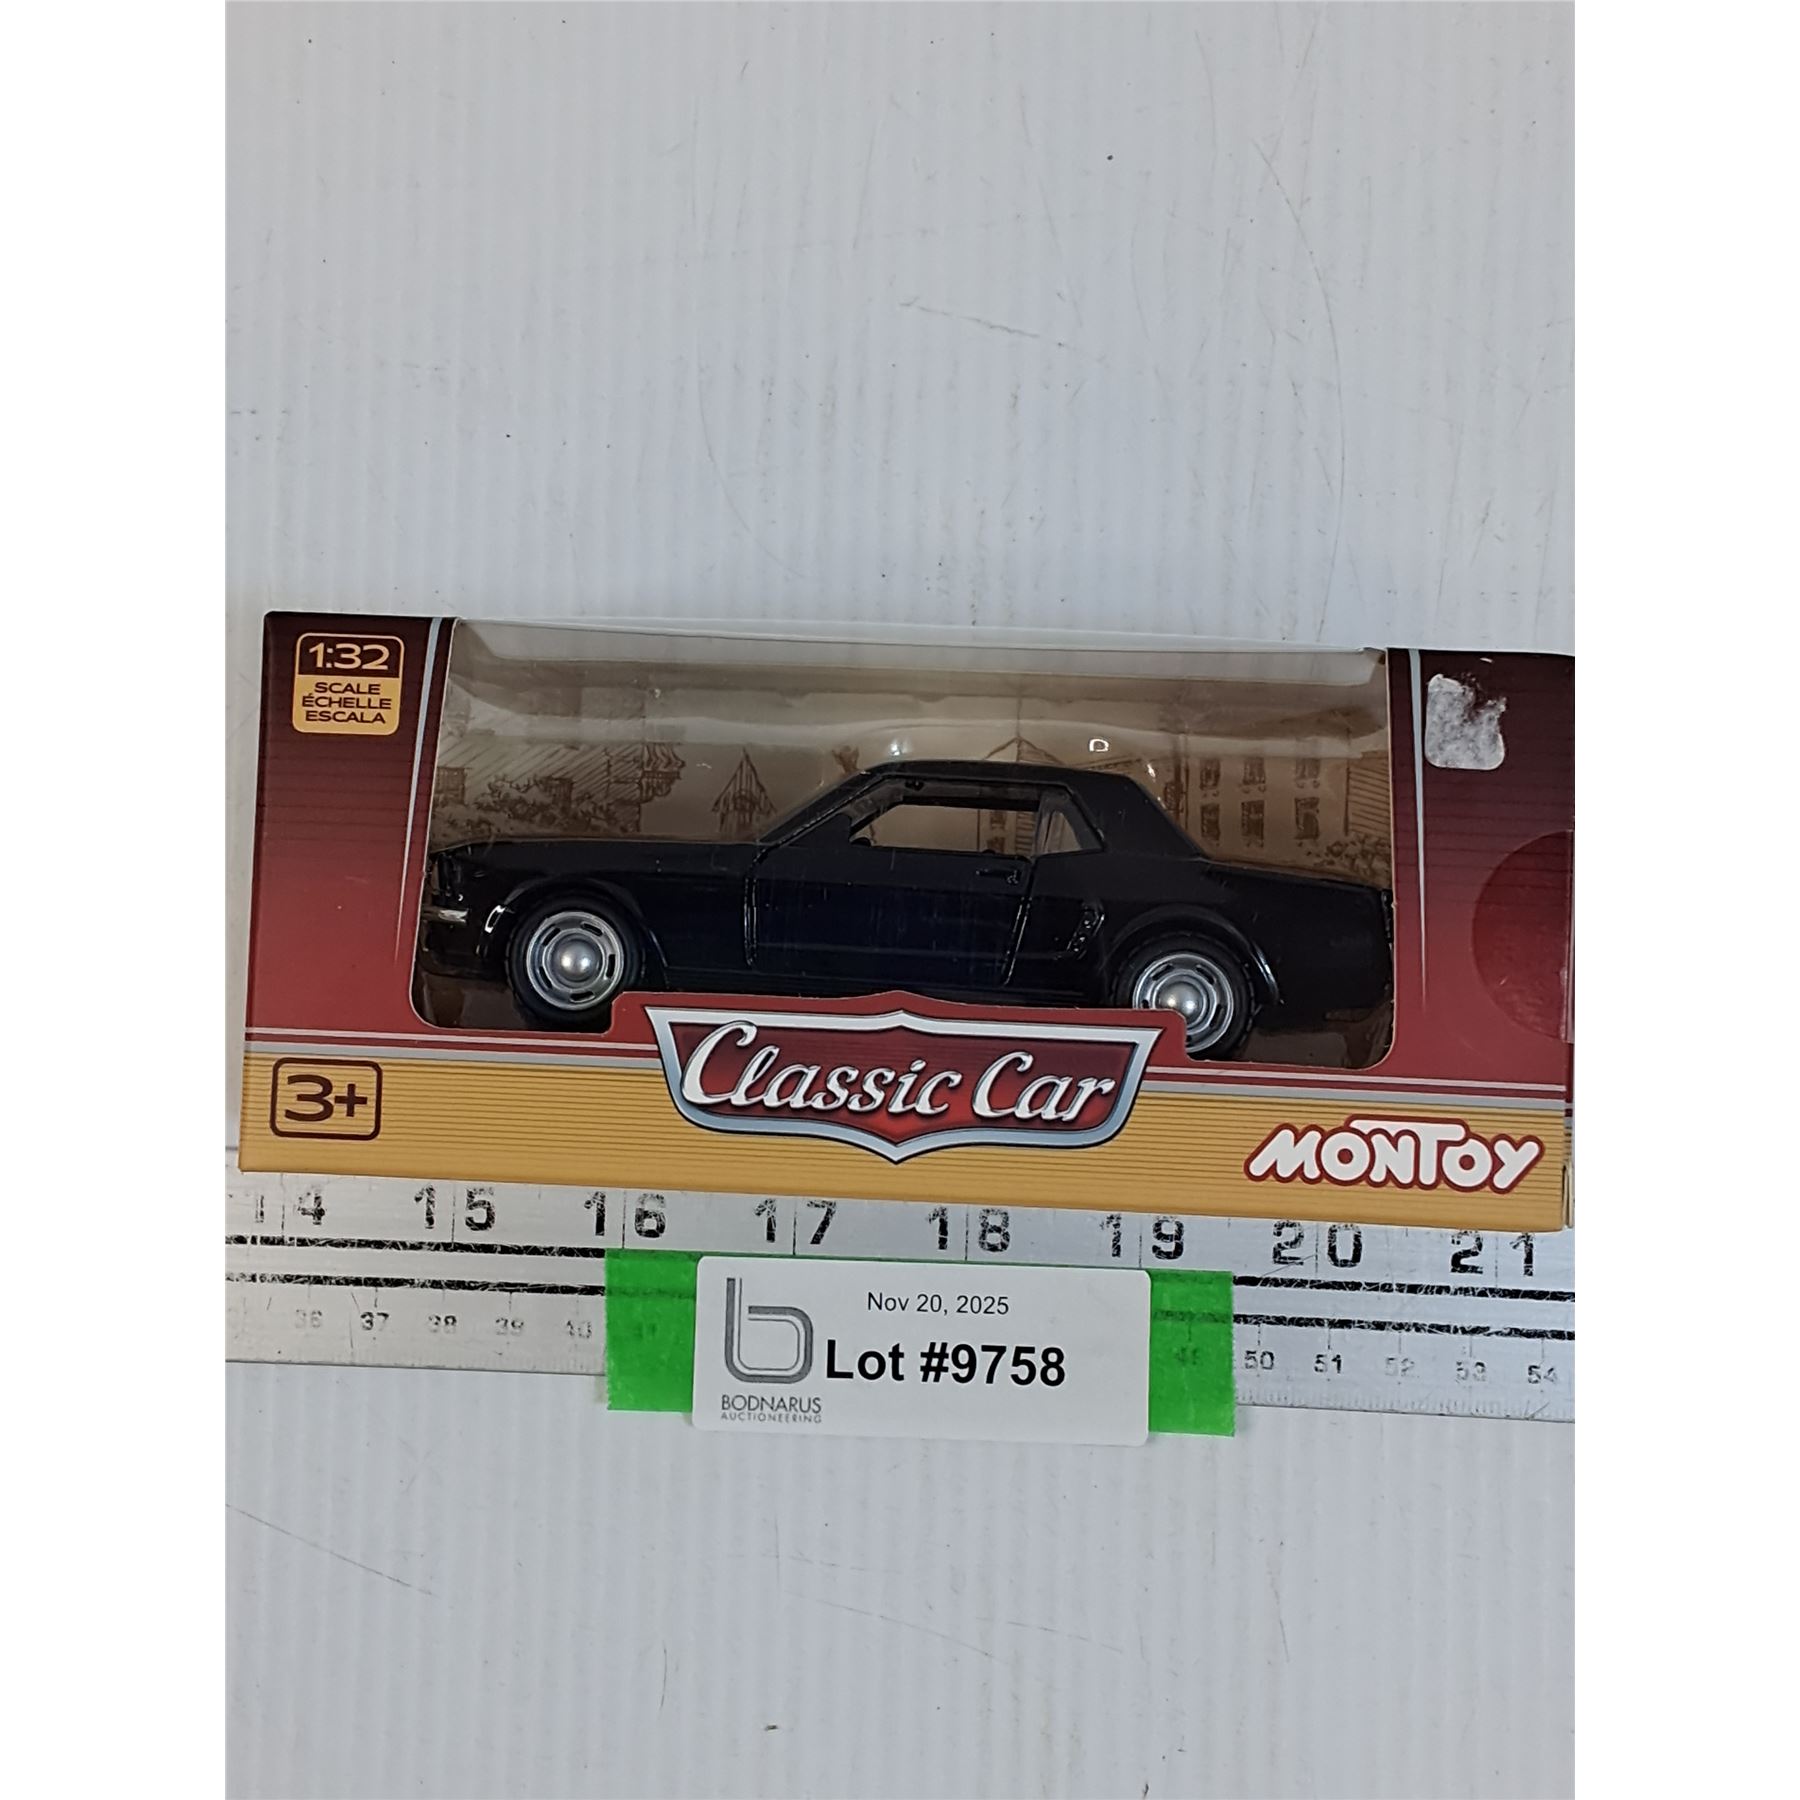 1:32
SCALE
ÉCHELLE
ESCALA
3+
Classic Car
MONTOY
14 15 16 17 18 19 20 21
36 37 38 39 40 41 50 51 52 53 54
Nov 20, 2025
Lot #9758
BODNARUS
AUCTIONEERING